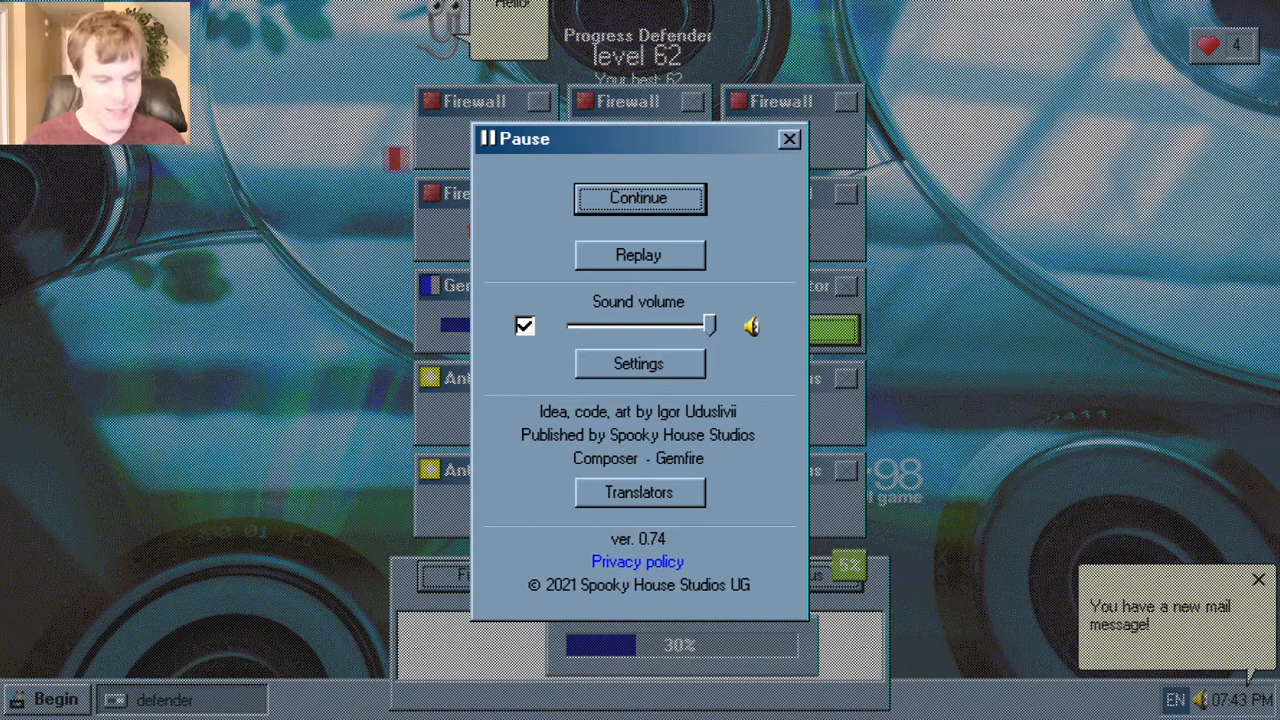 Hello!
Progress Defender
level 62
Your best: 62
4
Firewall
Firewall
Firewall
Pause
Continue
Replay
Sound volume
Settings
Idea, code, art by Igor Uduslivii
Published by Spooky House Studios
Composer - Gemfire
Translators
ver. 0.74
Privacy policy
© 2021 Spooky House Studios UG
98
game
5%
30%
You have a new mail
message!
Begin
defender
EN
07:43 PM